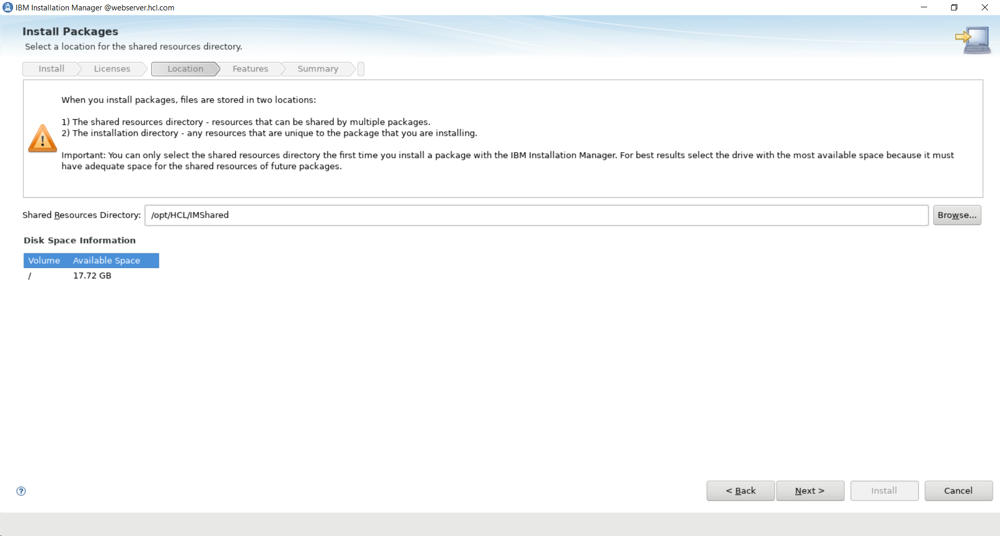 IBM Installation Manager @webserver.hcl.com
Install Packages
Select a location for the shared resources directory.
Install Licenses Location Features Summary
When you install packages, files are stored in two locations:
1) The shared resources directory - resources that can be shared by multiple packages.
2) The installation directory - any resources that are unique to the package that you are installing.
Important: You can only select the shared resources directory the first time you install a package with the IBM Installation Manager. For best results select the drive with the most available space because it must
have adequate space for the shared resources of future packages.
Shared Resources Directory: /opt/HCL/IMShared Browse...
Disk Space Information
Volume Available Space
/ 17.72 GB
? < Back Next > Install Cancel